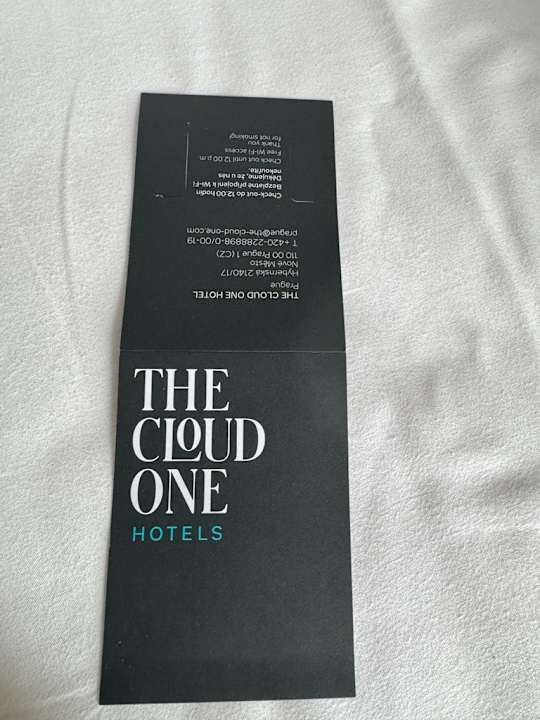 THE
CLOUD
ONE
HOTELS
THE CLOUD ONE HOTEL
Prague
Hybernská 2140/17
Nové Město
110 00 Prague 1 (CZ)
T +420-2288898-0/00-19
prague@the-cloud-one.com
Check-out do 12.00 hodin
Bezplatné připojení k Wi-Fi
Děkujeme, že u nás
nekouříte.
Check out until 12.00 p.m.
Free Wi-Fi access
Thank you
for not smoking!